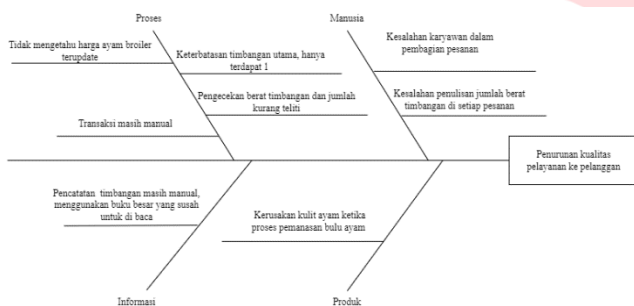 Proses
Manusia
Tidak mengetahu harga ayam broiler
terupdate
Keterbatasan timbangan utama, hanya
terdapat 1
Kesalahan karyawan dalam
pembagian pesanan
Pengecekan berat timbangan dan jumlah
kurang teliti
Kesalahan penulisan jumlah berat
timbangan di setiap pesanan
Transaksi masih manual
Penurunan kualitas
pelayanan ke pelanggan
Pencatatan timbangan masih manual,
menggunakan buku besar yang susah
untuk di baca
Kerusakan kulit ayam ketika
proses pemanasan bulu ayam
Informasi
Produk